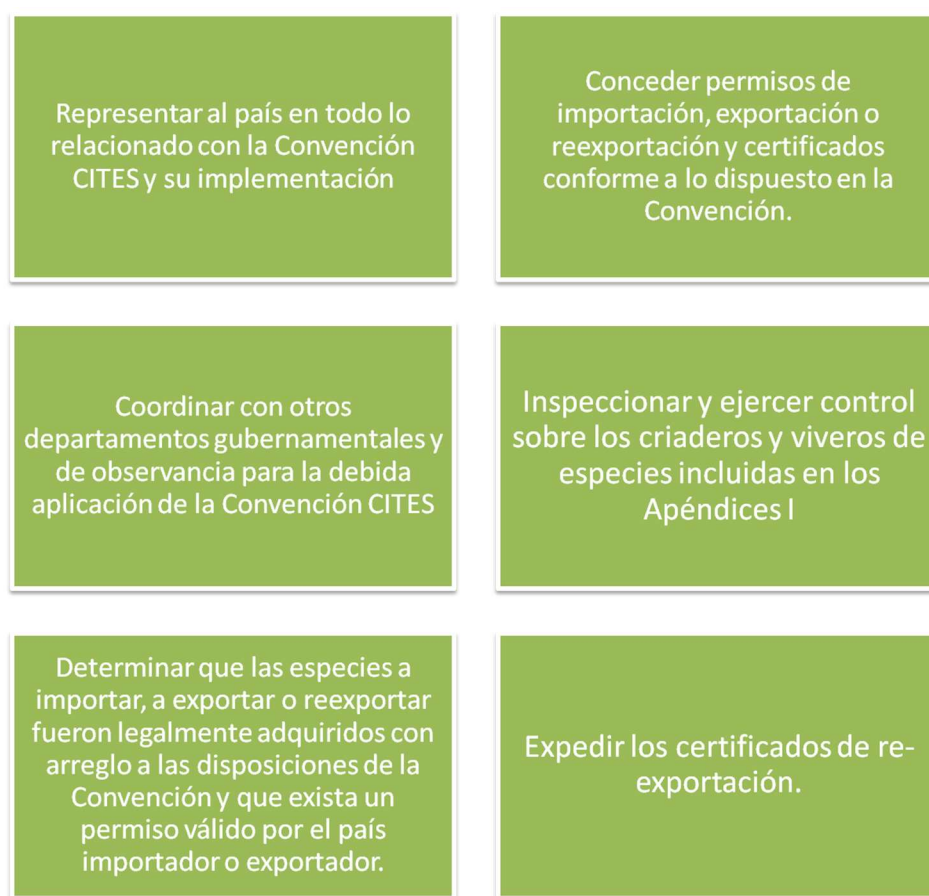 Representar al país en todo lo
relacionado con la Convención
CITES y su implementación
Conceder permisos de
importación, exportación o
reexportación y certificados
conforme a lo dispuesto en la
Convención.
Coordinar con otros
departamentos gubernamentales y
de observancia para la debida
aplicación de la Convención CITES
Inspeccionar y ejercer control
sobre los criaderos y viveros de
especies incluidas en los
Apéndices I
Determinar que las especies a
importar, a exportar o reexportar
fueron legalmente adquiridos con
arreglo a las disposiciones de la
Convención y que exista un
permiso válido por el país
importador o exportador.
Expedir los certificados de re-
exportación.